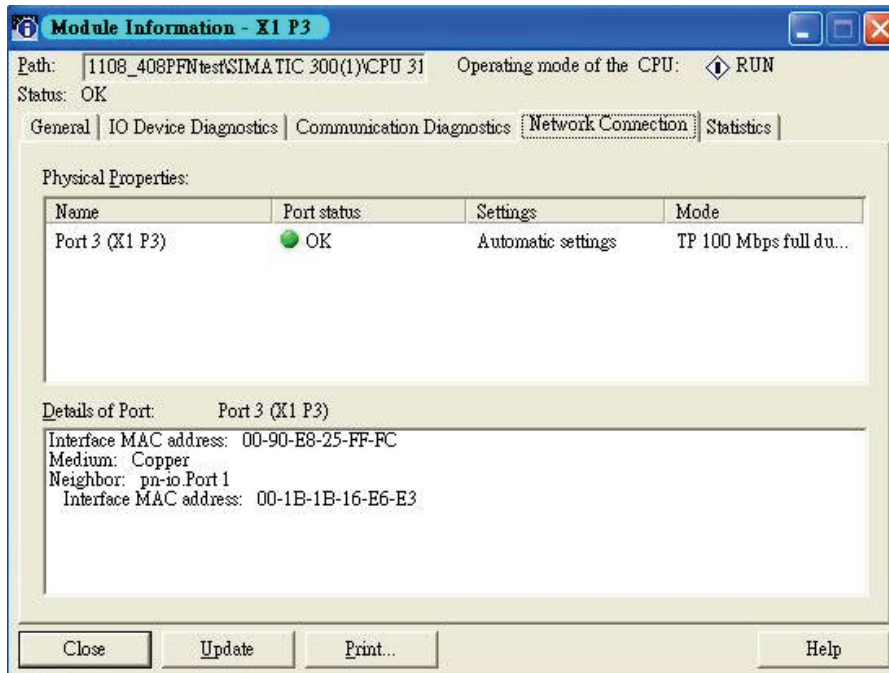 Module Information - X1 P3
Path: 1108_408PFNtest\SIMATIC 300(1)\CPU 31 Operating mode of the CPU: RUN
Status: OK
General IO Device Diagnostics Communication Diagnostics Network Connection Statistics
Physical Properties:
Name Port status Settings Mode
Port 3 (X1 P3) OK Automatic settings TP 100 Mbps full du...
Details of Port: Port 3 (X1 P3)
Interface MAC address: 00-90-E8-25-FF-FC
Medium: Copper
Neighbor: pn-io.Port 1
Interface MAC address: 00-1B-1B-16-E6-E3
Close Update Print... Help